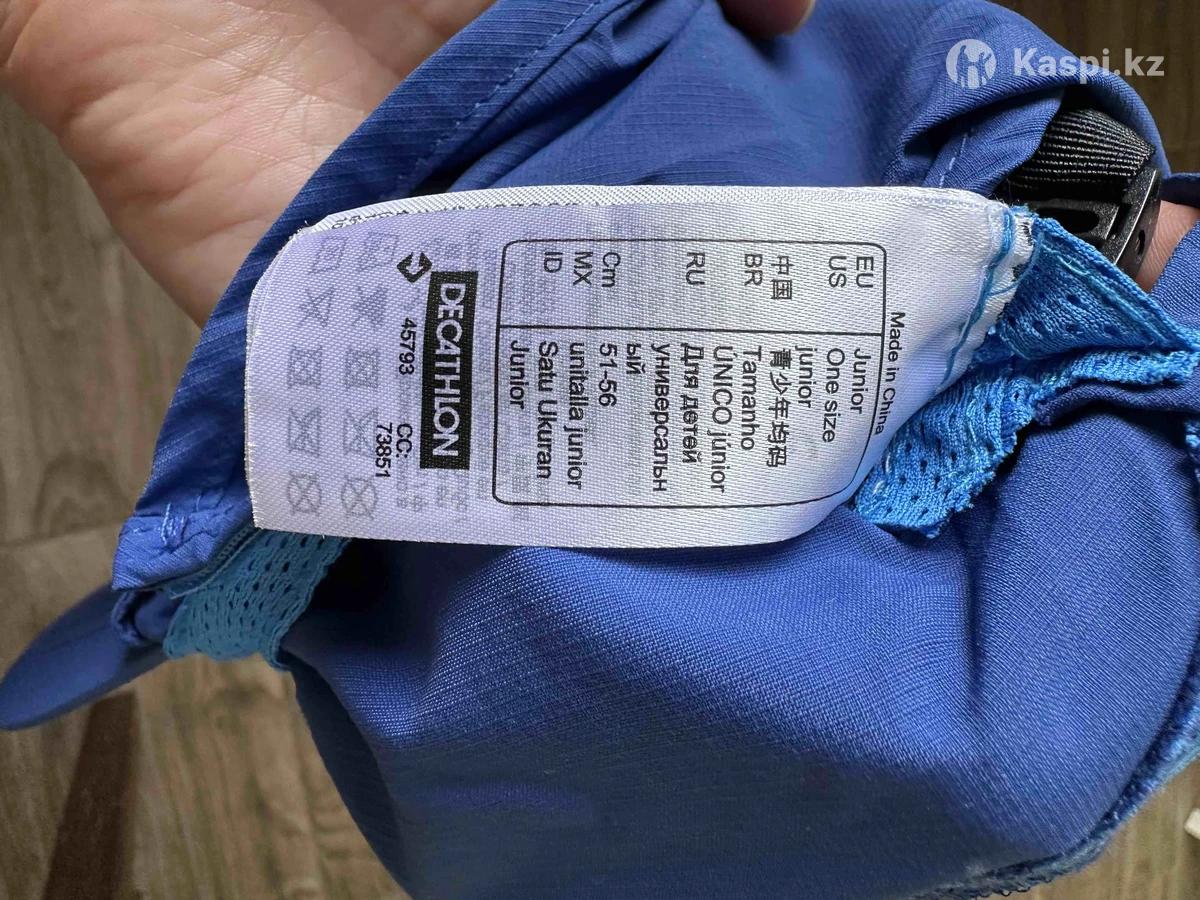 Kaspi.kz
Made in China
EU Junior
US One size
junior
中国 青少年均码
BR Tamanho
ÚNICO júnior
RU Для детей
универсальн
ый
Cm 51-56
MX unitalla junior
ID Satu Ukuran
Junior
DECATHLON
45793 CC:
73851